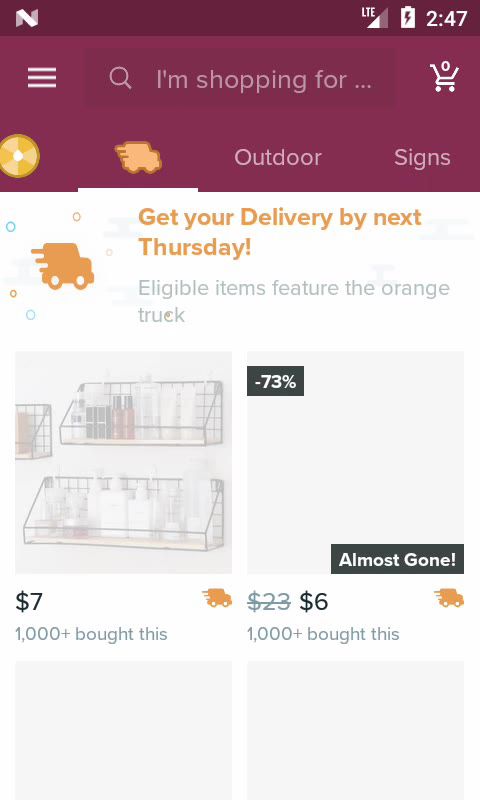 LTE 2:47
0
I'm shopping for ...
Outdoor Signs
Get your Delivery by next
Thursday!
Eligible items feature the orange
truck
-73%
Almost Gone!
$7
$23 $6
1,000+ bought this
1,000+ bought this